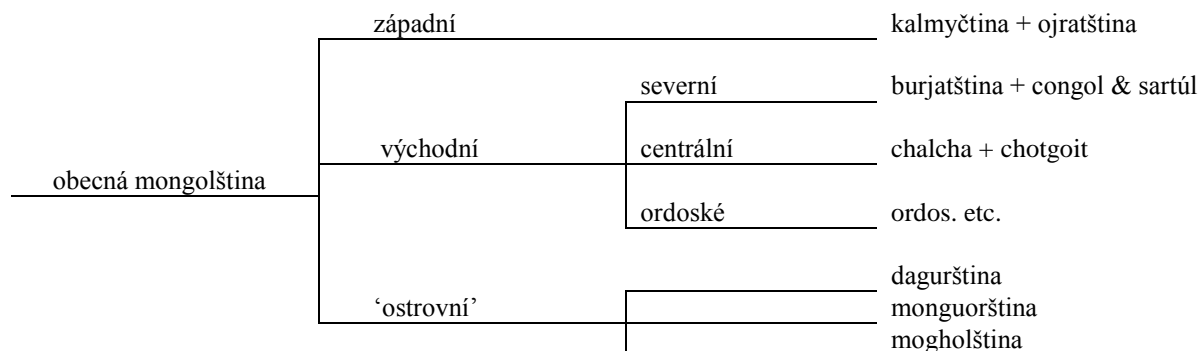 západní kalmyčtina + ojratština
severní burjatština + congol & sartúl
východní centrální chalcha + chotgoit
obecná mongolština
ordoské ordos. etc.
dagurština
‘ostrovní’ monguorština
mogholština